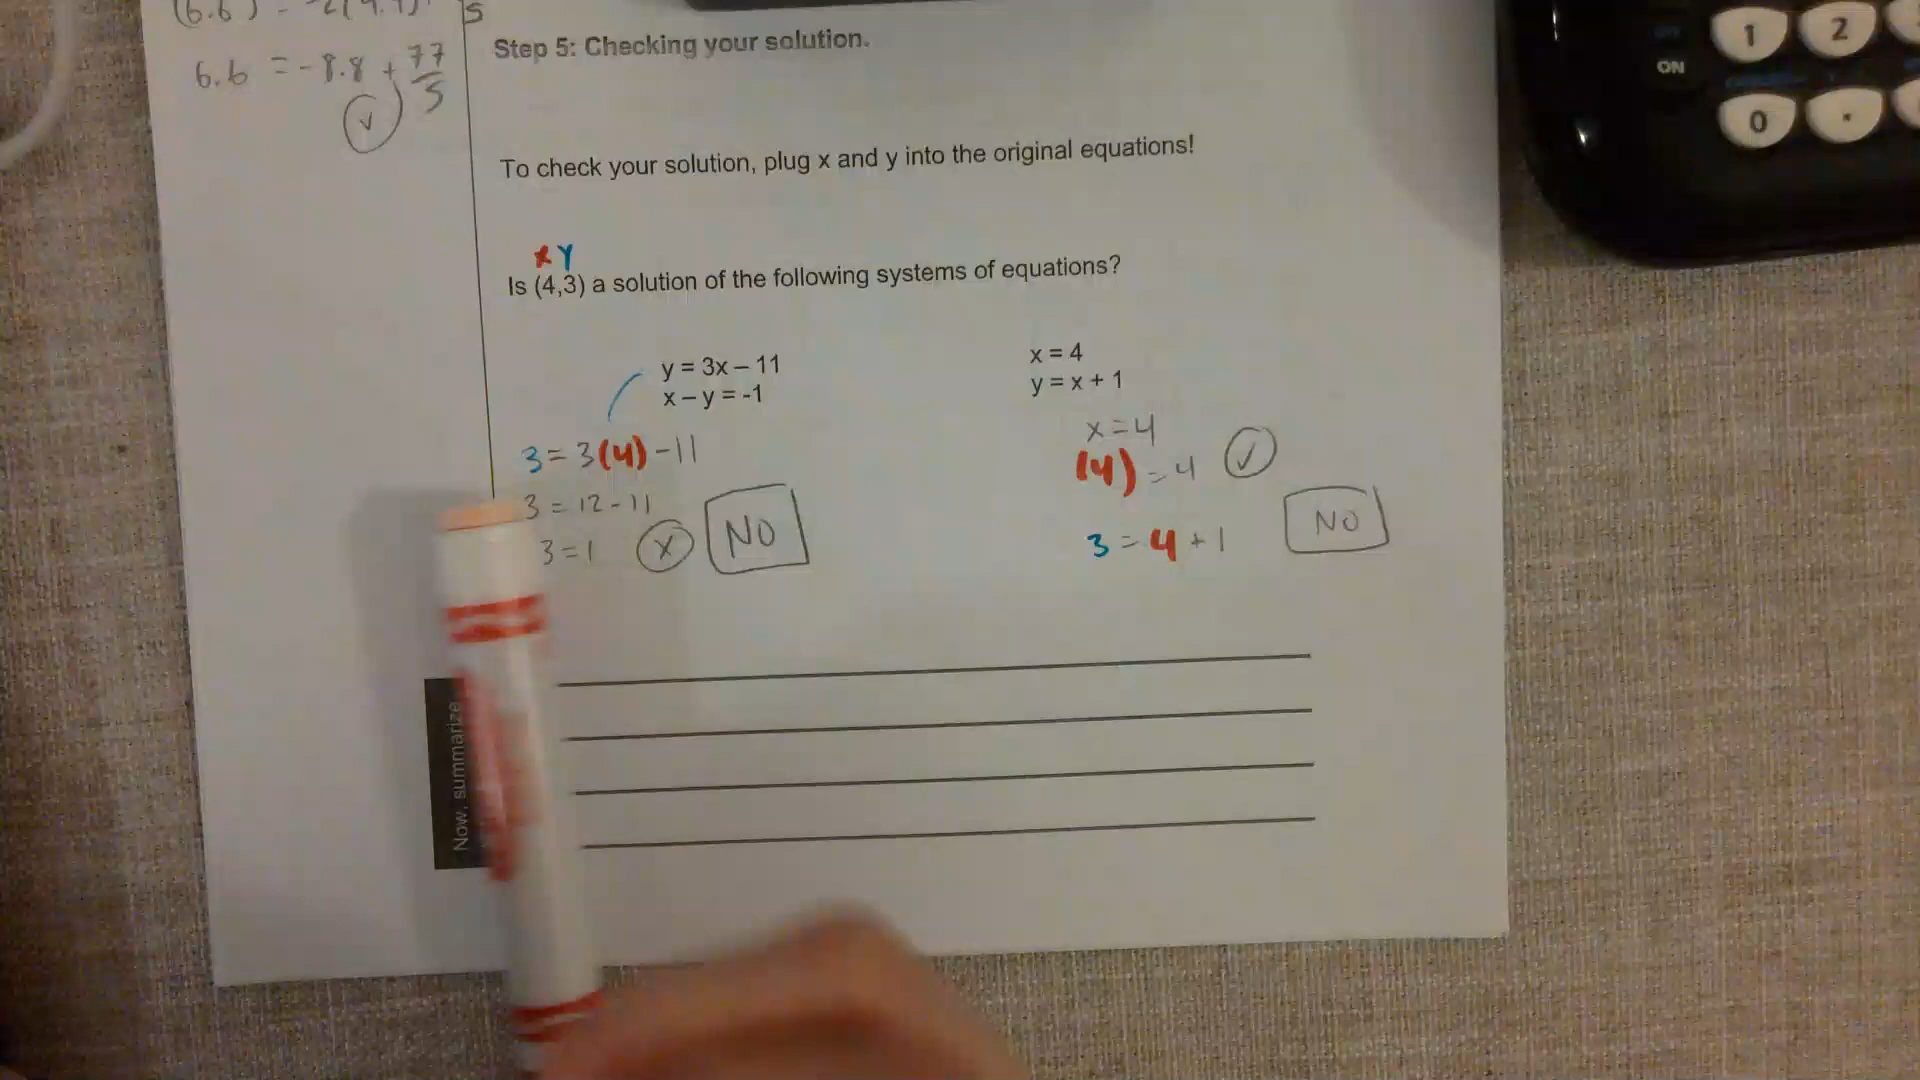 6.6 = -8.8 + 77/5
✓
Step 5: Checking your solution.
To check your solution, plug x and y into the original equations!
x y
Is (4,3) a solution of the following systems of equations?
y = 3x – 11
x – y = -1
3 = 3(4) - 11
3 = 12 - 11
3 = 1 x NO
x = 4
y = x + 1
x = 4
(4) = 4 ✓
3 = 4 + 1 NO
Now, summarize
ON
1 2
0 .